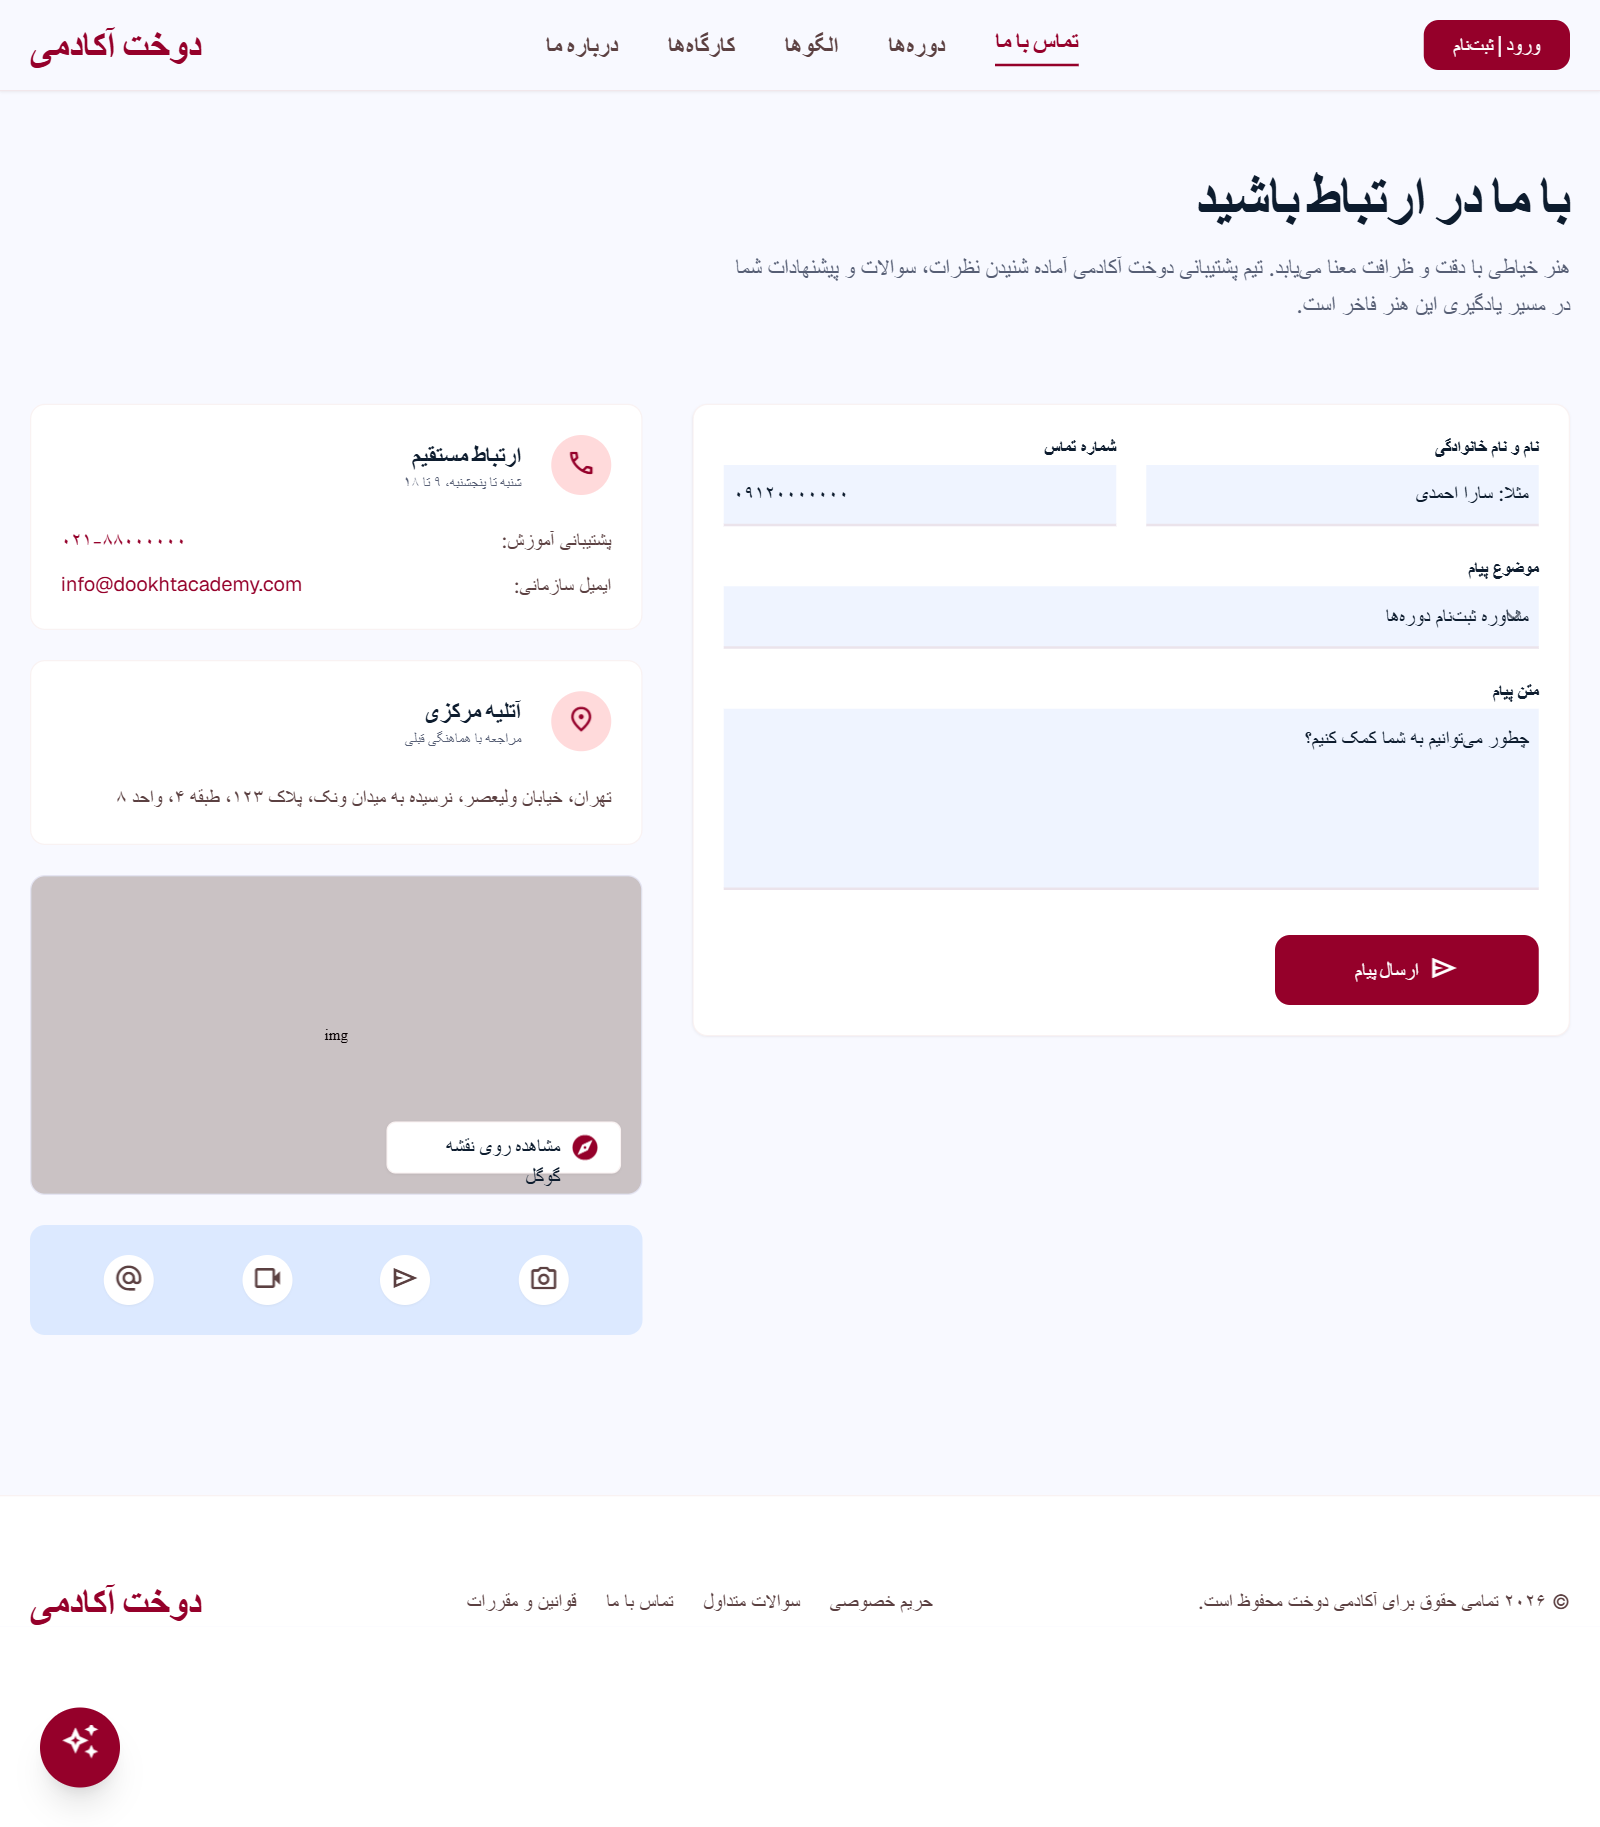 ورود | ثبت‌نام
تماس با ما
دوره‌ها
الگوها
کارگاه‌ها
درباره ما
دوخت آکادمی
با ما در ارتباط باشید
هنر خیاطی با دقت و ظرافت معنا می‌یابد. تیم پشتیبانی دوخت آکادمی آماده شنیدن نظرات، سوالات و پیشنهادات شما
در مسیر یادگیری این هنر فاخر است.
نام و نام خانوادگی
مثلا: سارا احمدی
شماره تماس
۰۹۱۲۰۰۰۰۰۰۰
موضوع پیام
مشاوره ثبت‌نام دوره‌ها
متن پیام
چطور می‌توانیم به شما کمک کنیم؟
ارسال پیام
ارتباط مستقیم
شنبه تا پنجشنبه، ۹ تا ۱۸
پشتیبانی آموزش:
۰۲۱-۸۸۰۰۰۰۰۰
ایمیل سازمانی:
info@dookhtacademy.com
آتلیه مرکزی
مراجعه با هماهنگی قبلی
تهران، خیابان ولیعصر، نرسیده به میدان ونک، پلاک ۱۲۳، طبقه ۴، واحد ۸
img
مشاهده روی نقشه
گوگل
© ۲۰۲۶ تمامی حقوق برای آکادمی دوخت محفوظ است.
حریم خصوصی
سوالات متداول
تماس با ما
قوانین و مقررات
دوخت آکادمی